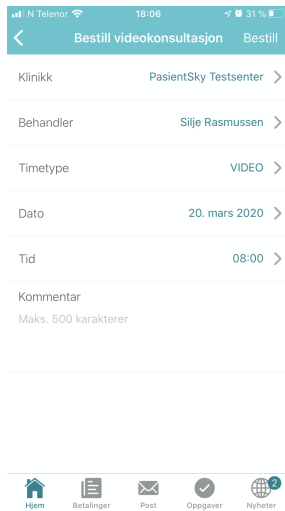 N Telenor 18:06 31 %
Bestill videokonsultasjon Bestill
Klinikk PasientSky Testsenter
Behandler Silje Rasmussen
Timetype VIDEO
Dato 20. mars 2020
Tid 08:00
Kommentar
Maks. 500 karakterer
2
Hjem Betalinger Post Oppgaver Nyheter